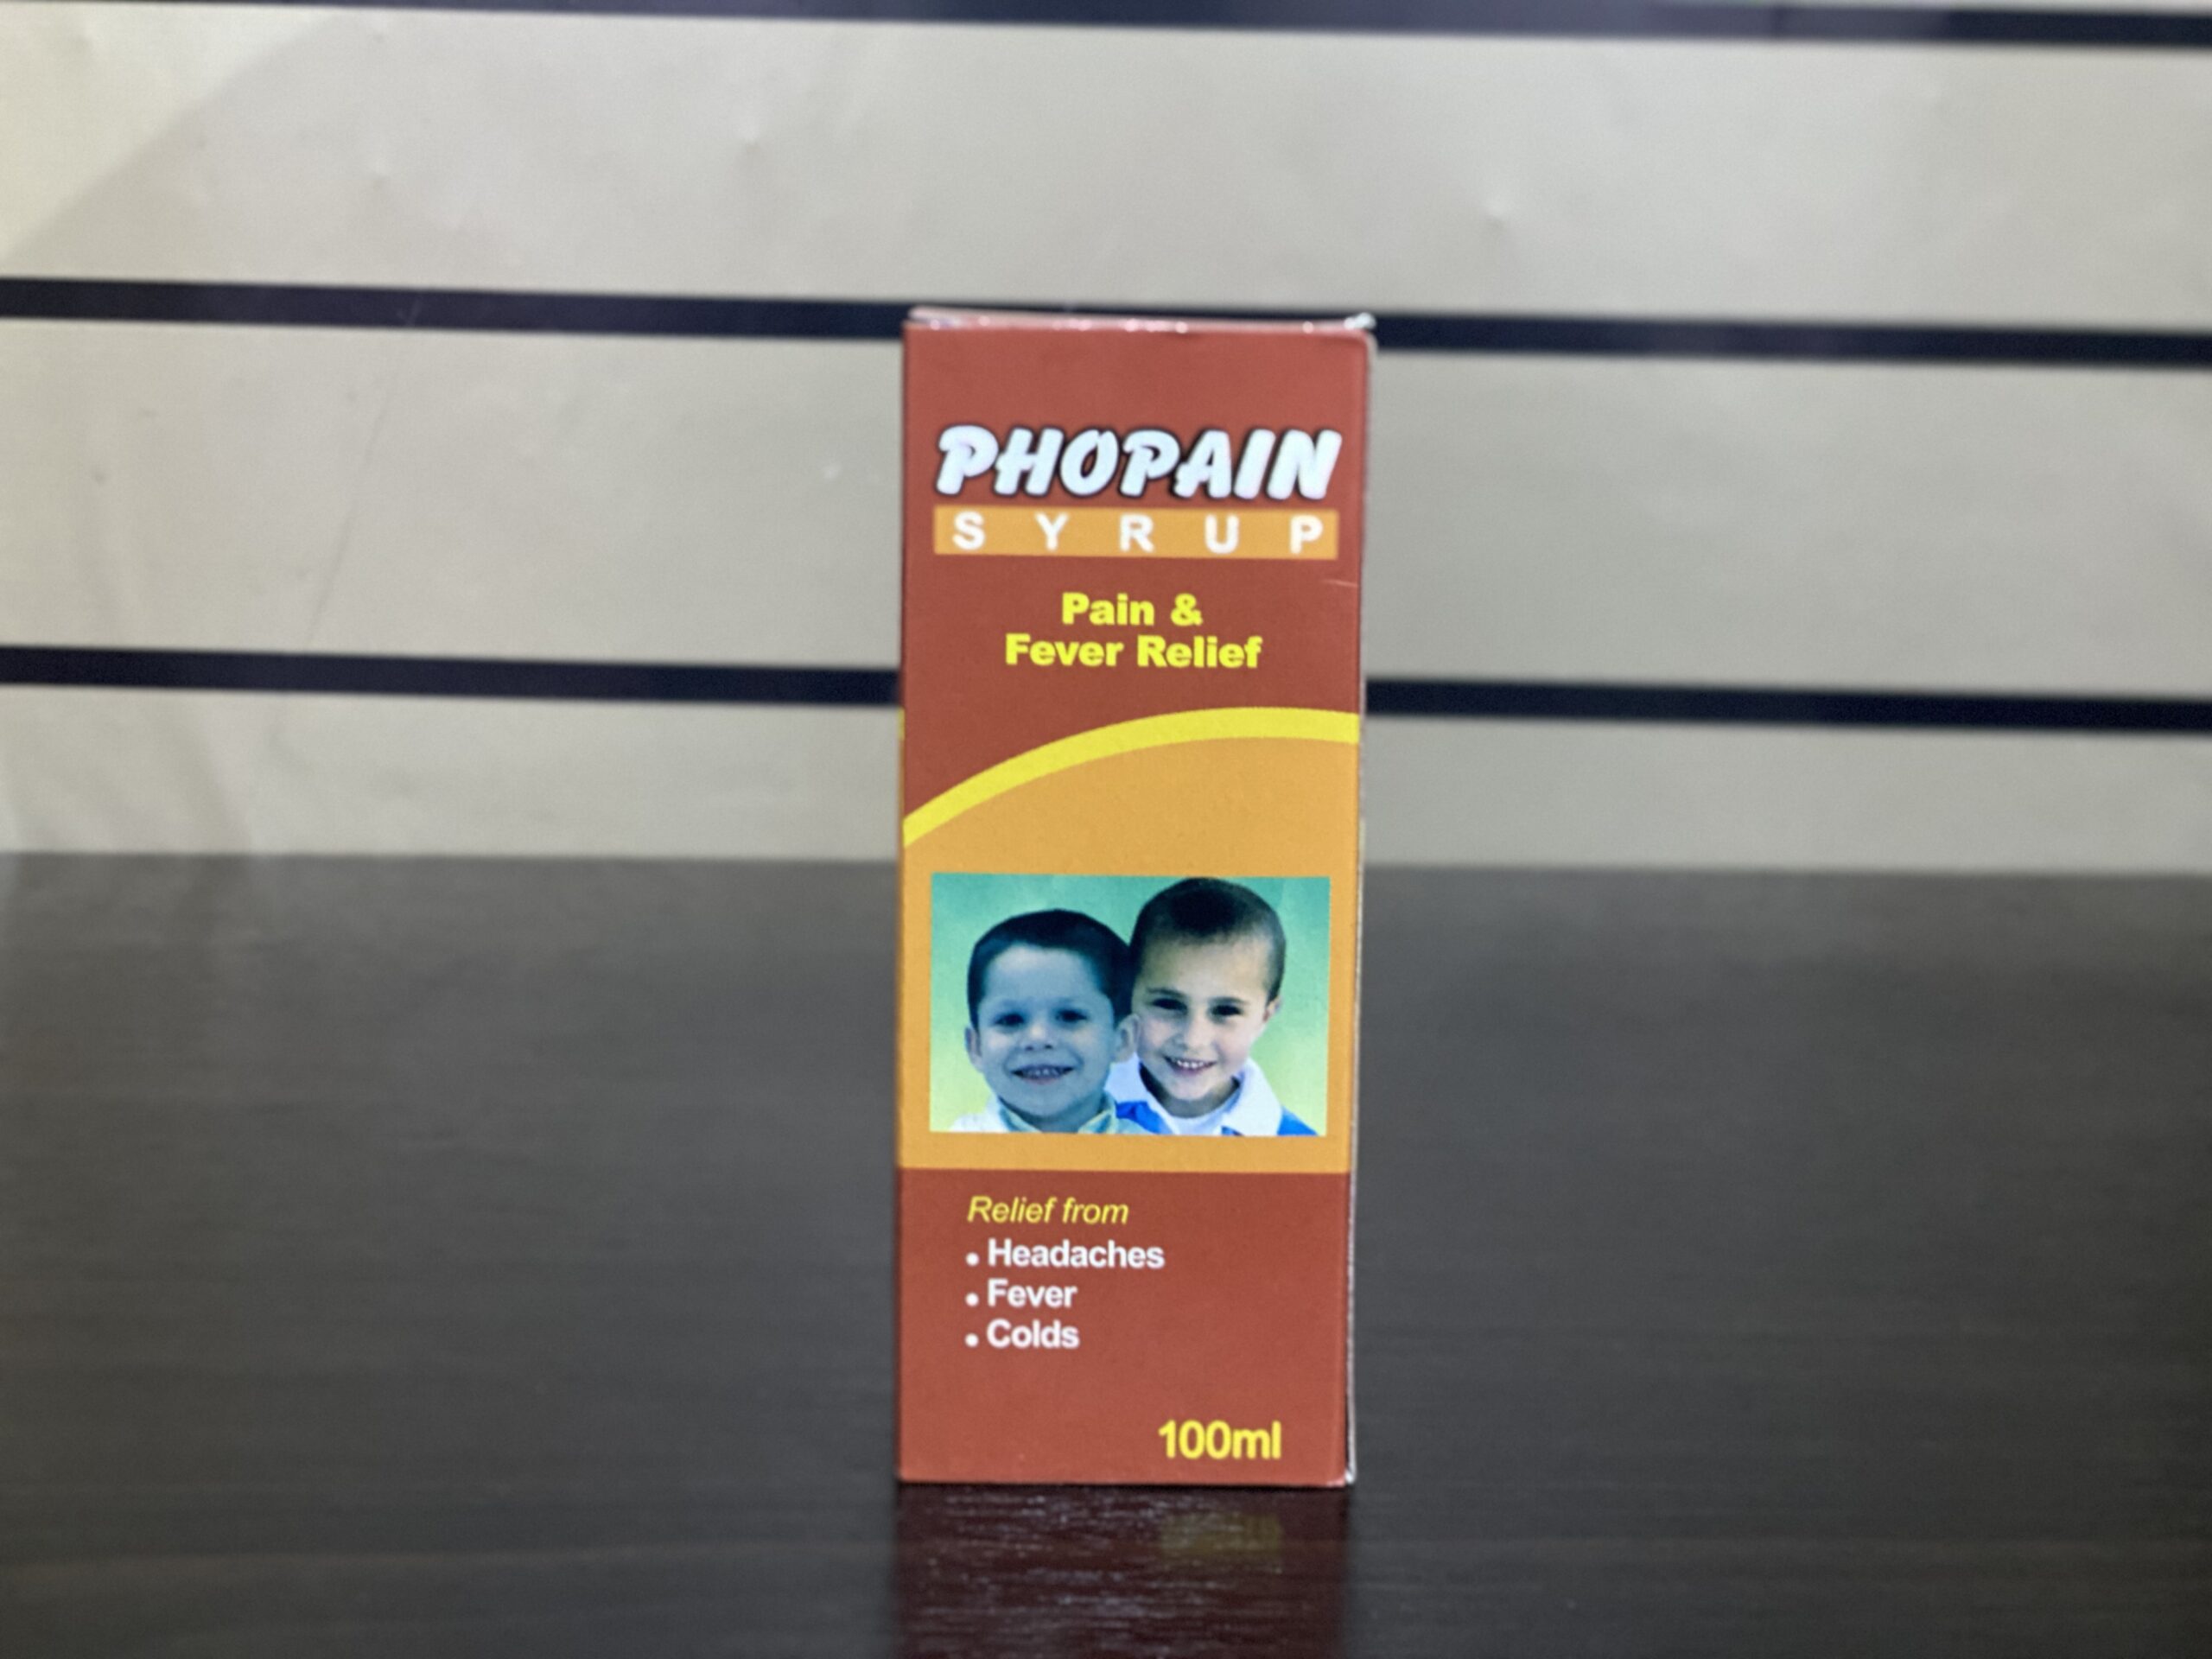 PHOPAIN
SYRUP
Pain &
Fever Relief
Relief from
• Headaches
• Fever
• Colds
100ml